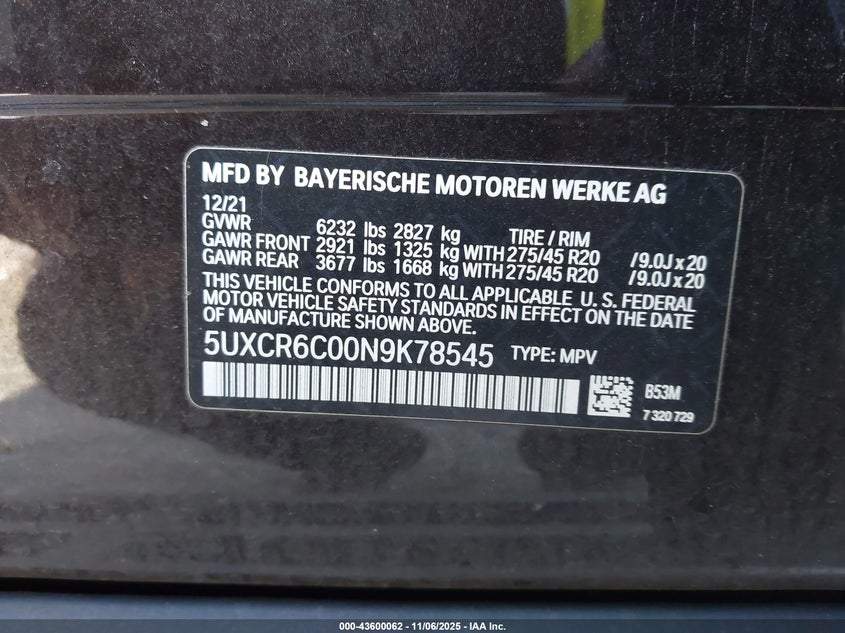 MFD BY BAYERISCHE MOTOREN WERKE AG
12/21
GVWR 6232 lbs 2827 kg TIRE / RIM
GAWR FRONT 2921 lbs 1325 kg WITH 275/45 R20 /9.0J x 20
GAWR REAR 3677 lbs 1668 kg WITH 275/45 R20 /9.0J x 20
THIS VEHICLE CONFORMS TO ALL APPLICABLE U. S. FEDERAL
MOTOR VEHICLE SAFETY STANDARDS IN EFFECT ON THE DATE
OF MANUFACTURE SHOWN ABOVE.
5UXCR6C00N9K78545 TYPE: MPV
B53M
7 320 729
000-43600062 - 11/06/2025 - IAA Inc.